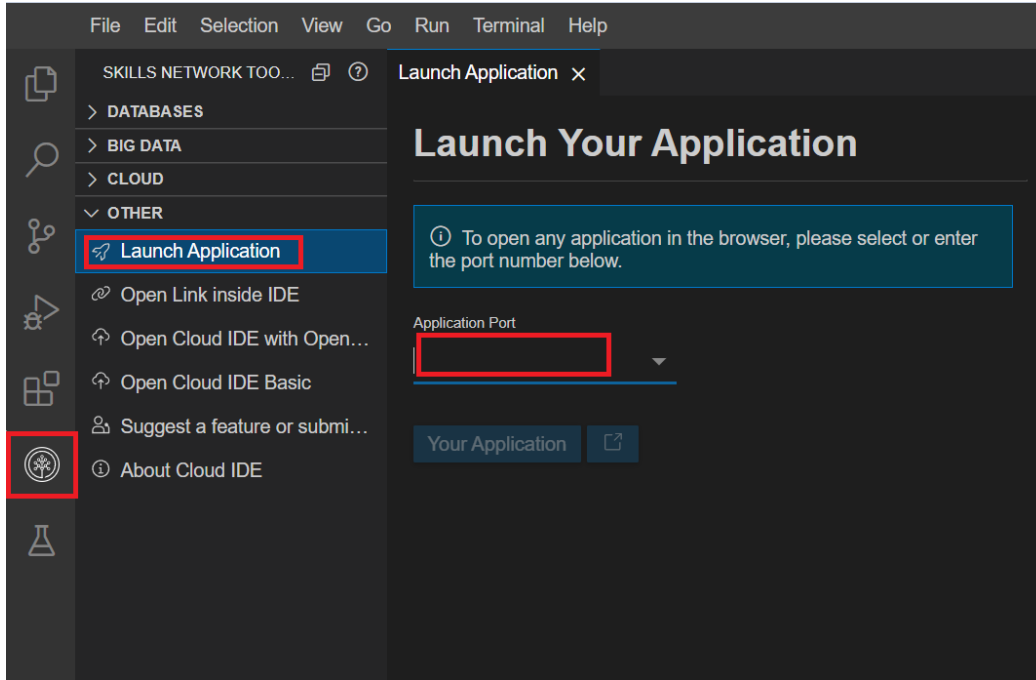 File Edit Selection View Go Run Terminal Help
SKILLS NETWORK TOO...
Launch Application
DATABASES
BIG DATA
CLOUD
OTHER
Launch Application
Open Link inside IDE
Open Cloud IDE with Open...
Open Cloud IDE Basic
Suggest a feature or submi...
About Cloud IDE
Launch Your Application
To open any application in the browser, please select or enter
the port number below.
Application Port
Your Application